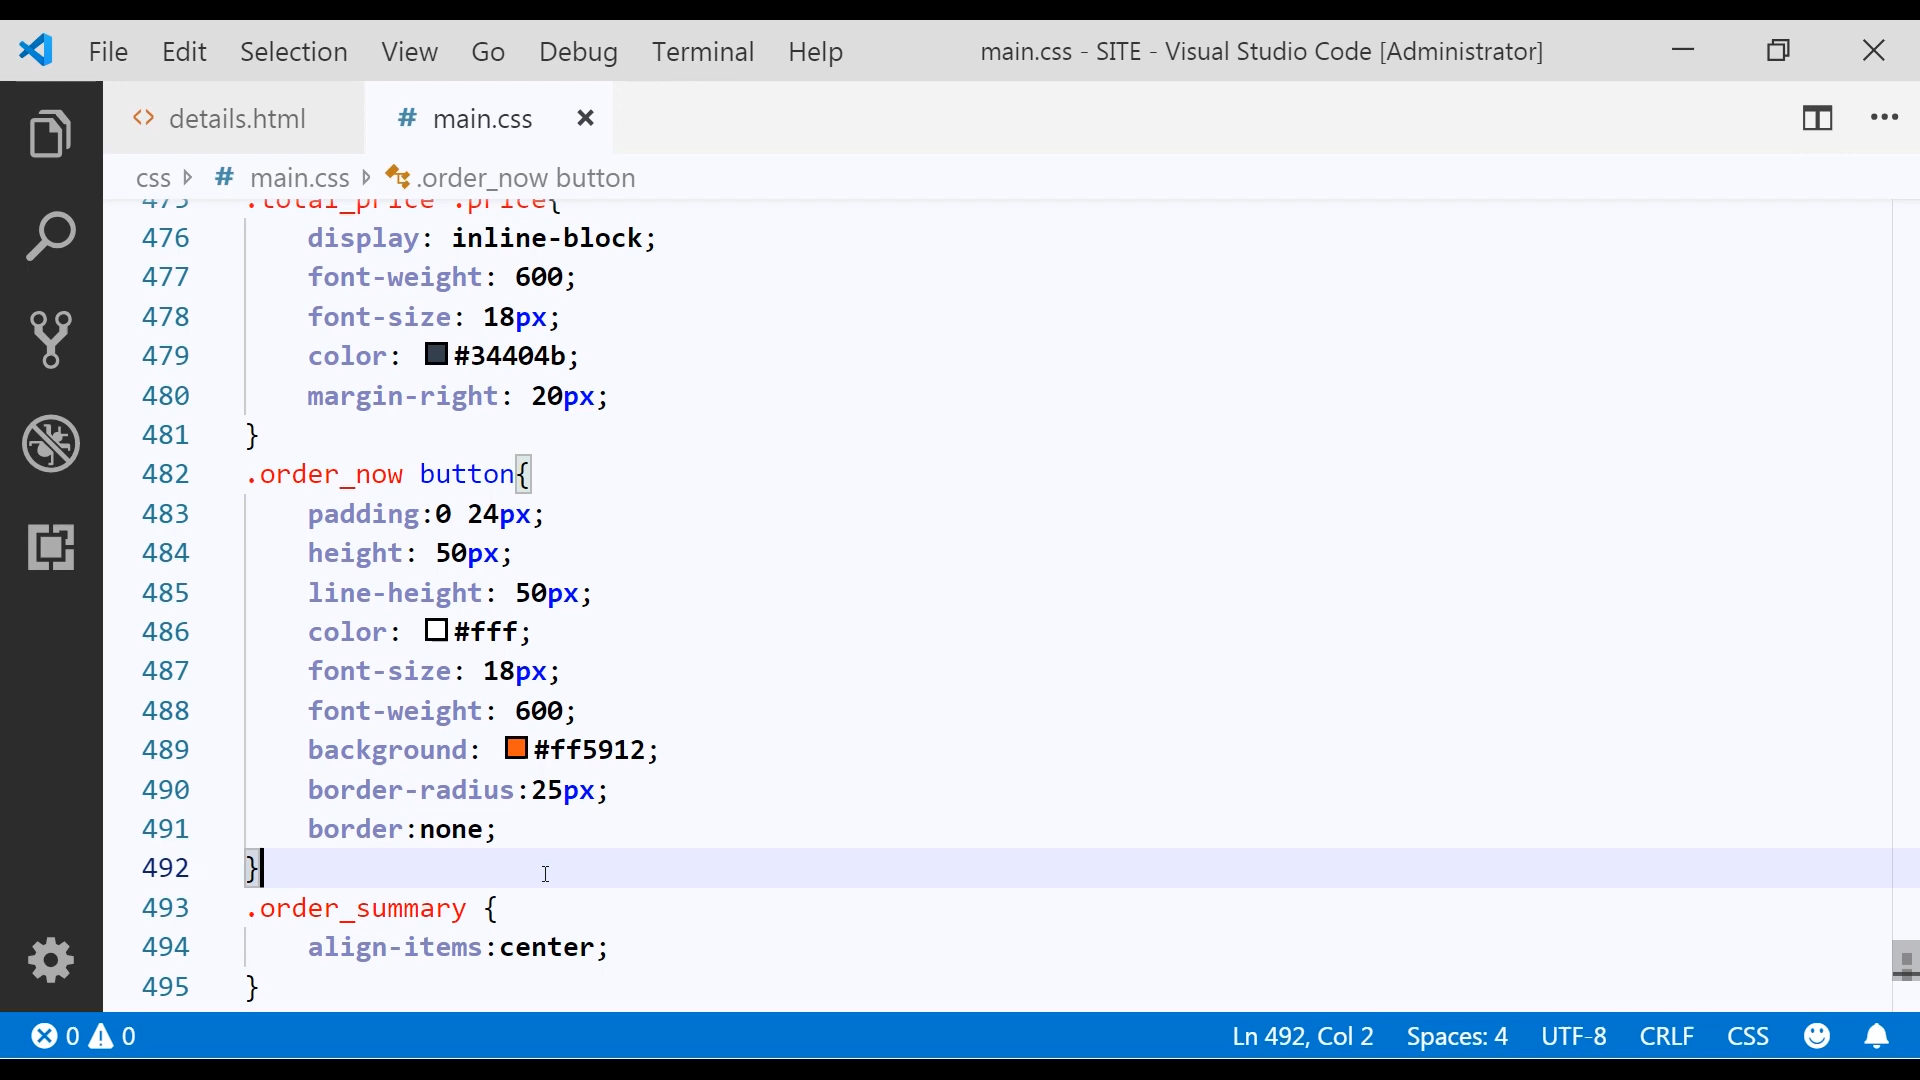 File Edit Selection View Go Debug Terminal Help main.css - SITE - Visual Studio Code [Administrator]
<> details.html # main.css
css # main.css .order_now button
475 .total_price .price{
476 display: inline-block;
477 font-weight: 600;
478 font-size: 18px;
479 color: #34404b;
480 margin-right: 20px;
481 }
482 .order_now button{
483 padding:0 24px;
484 height: 50px;
485 line-height: 50px;
486 color: #fff;
487 font-size: 18px;
488 font-weight: 600;
489 background: #ff5912;
490 border-radius:25px;
491 border:none;
492 }
493 .order_summary {
494 align-items:center;
495 }
0 0 Ln 492, Col 2 Spaces: 4 UTF-8 CRLF CSS